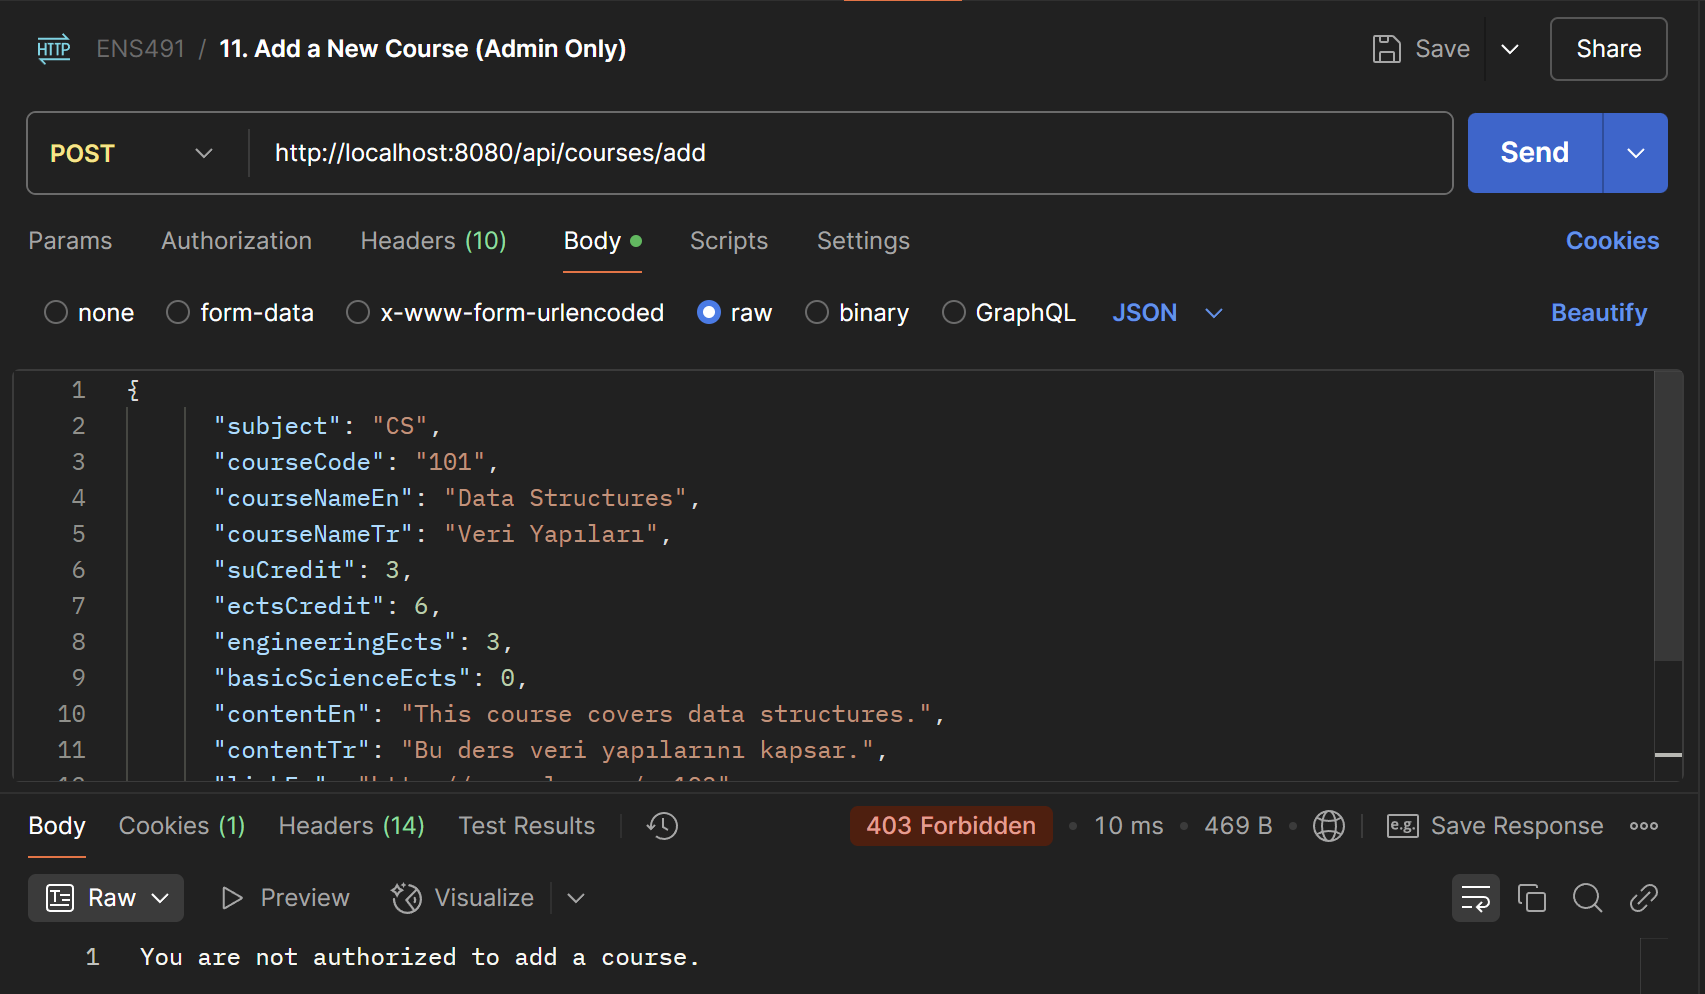 HTTP ENS491 / 11. Add a New Course (Admin Only) Save Share
POST http://localhost:8080/api/courses/add Send
Params Authorization Headers (10) Body Scripts Settings Cookies
none form-data x-www-form-urlencoded raw binary GraphQL JSON Beautify
1 {
2 "subject": "CS",
3 "courseCode": "101",
4 "courseNameEn": "Data Structures",
5 "courseNameTr": "Veri Yapıları",
6 "suCredit": 3,
7 "ectsCredit": 6,
8 "engineeringEcts": 3,
9 "basicScienceEcts": 0,
10 "contentEn": "This course covers data structures.",
11 "contentTr": "Bu ders veri yapılarını kapsar.",
Body Cookies (1) Headers (14) Test Results 403 Forbidden • 10 ms • 469 B • e.g. Save Response
Raw Preview Visualize
1 You are not authorized to add a course.